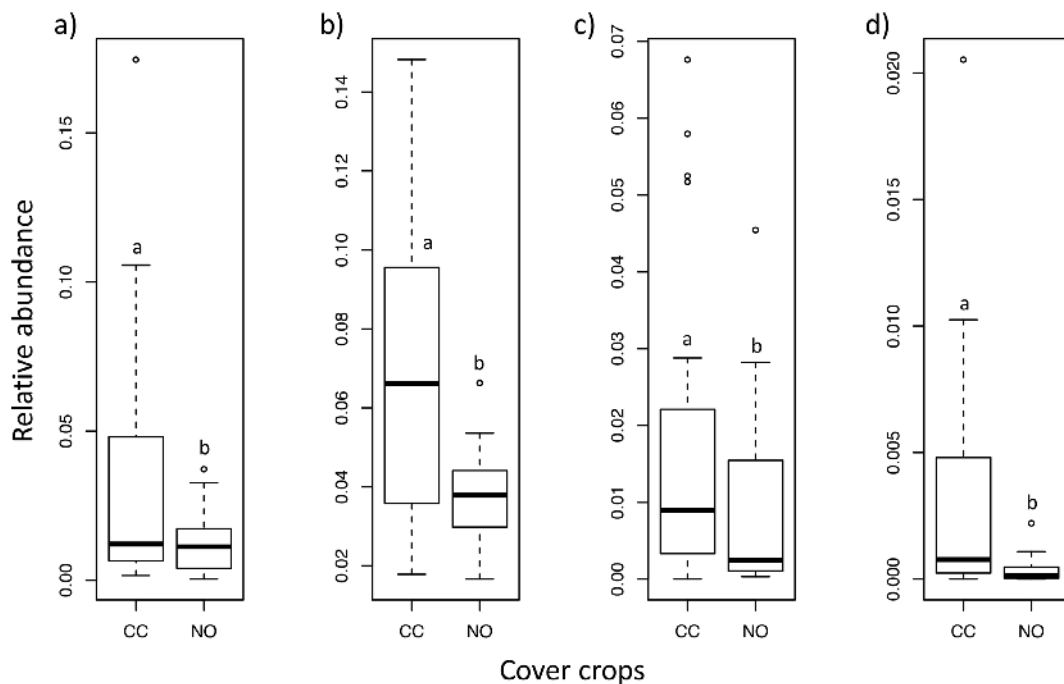 a) b) c) d)
Relative abundance
0.00 0.05 0.10 0.15
a
b
CC NO
0.02 0.04 0.06 0.08 0.10 0.12 0.14
a
b
CC NO
0.00 0.01 0.02 0.03 0.04 0.05 0.06 0.07
a
b
CC NO
0.000 0.005 0.010 0.015 0.020
a
b
CC NO
Cover crops